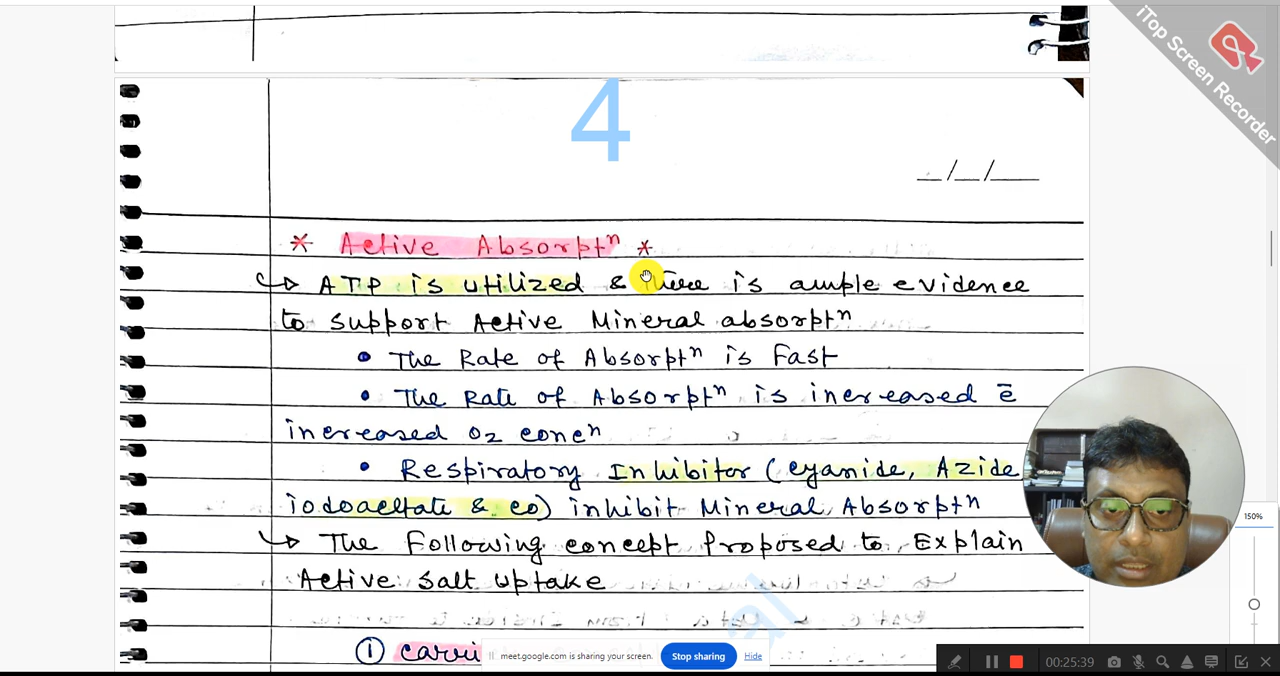 iTop Screen Recorder
4
_/_/__
* Active Absorptⁿ *
↳ ATP is utilized & there is ample evidence
to support Active Mineral absorptⁿ
• The Rate of Absorptⁿ is Fast
• The Rate of Absorptⁿ is increased c̄
increased O2 concⁿ
• Respiratory Inhibitor (cyanide, Azide
iodoacetate & co) inhibit Mineral Absorptⁿ
↳ The Following concept Proposed to Explain
Active salt uptake
① carri
meet.google.com is sharing your screen. Stop sharing Hide
150%
00:25:39